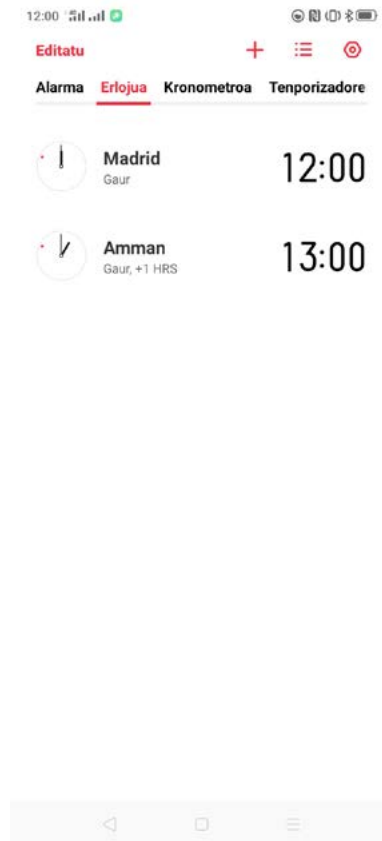 12:00
Editatu
Alarma Erlojua Kronometroa Tenporizadore
Madrid 12:00
Gaur
Amman 13:00
Gaur, +1 HRS